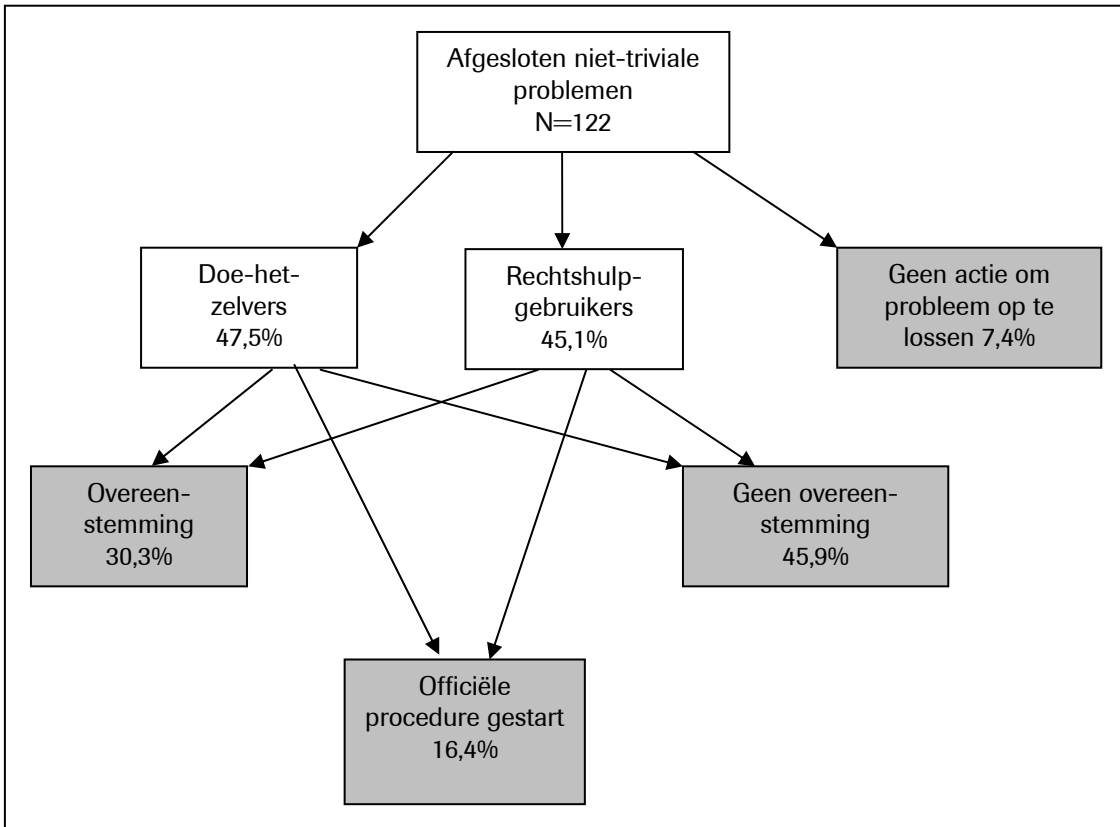 Afgesloten niet-triviale
problemen
N=122
Doe-het-
zelvers
47,5%
Rechtshulp-
gebruikers
45,1%
Geen actie om
probleem op te
lossen 7,4%
Overeen-
stemming
30,3%
Geen overeen-
stemming
45,9%
Officiële
procedure gestart
16,4%